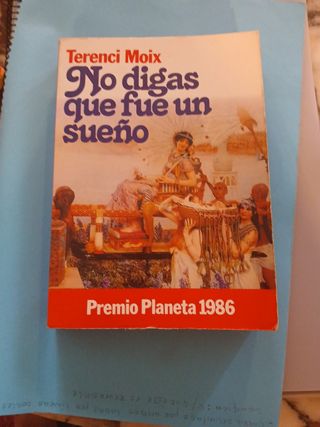 Terenci Moix
No digas
que fue un
sueño
Premio Planeta 1986